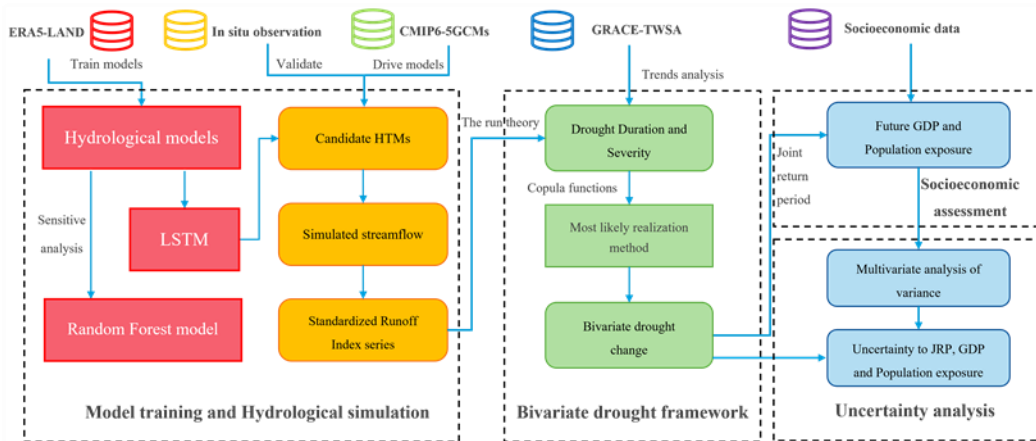 ERA5-LAND
In situ observation
CMIP6-5GCMs
GRACE-TWSA
Socioeconomic data
Train models
Validate
Drive models
Trends analysis
Hydrological models
Candidate HTMs
The run theory
Drought Duration and
Severity
Future GDP and
Population exposure
Joint
return
period
Copula functions
Socioeconomic
assessment
Sensitive
analysis
LSTM
Simulated streamflow
Most likely realization
method
Multivariate analysis of
variance
Random Forest model
Standardized Runoff
Index series
Bivariate drought
change
Uncertainty to JRP, GDP
and Population exposure
Model training and Hydrological simulation
Bivariate drought framework
Uncertainty analysis